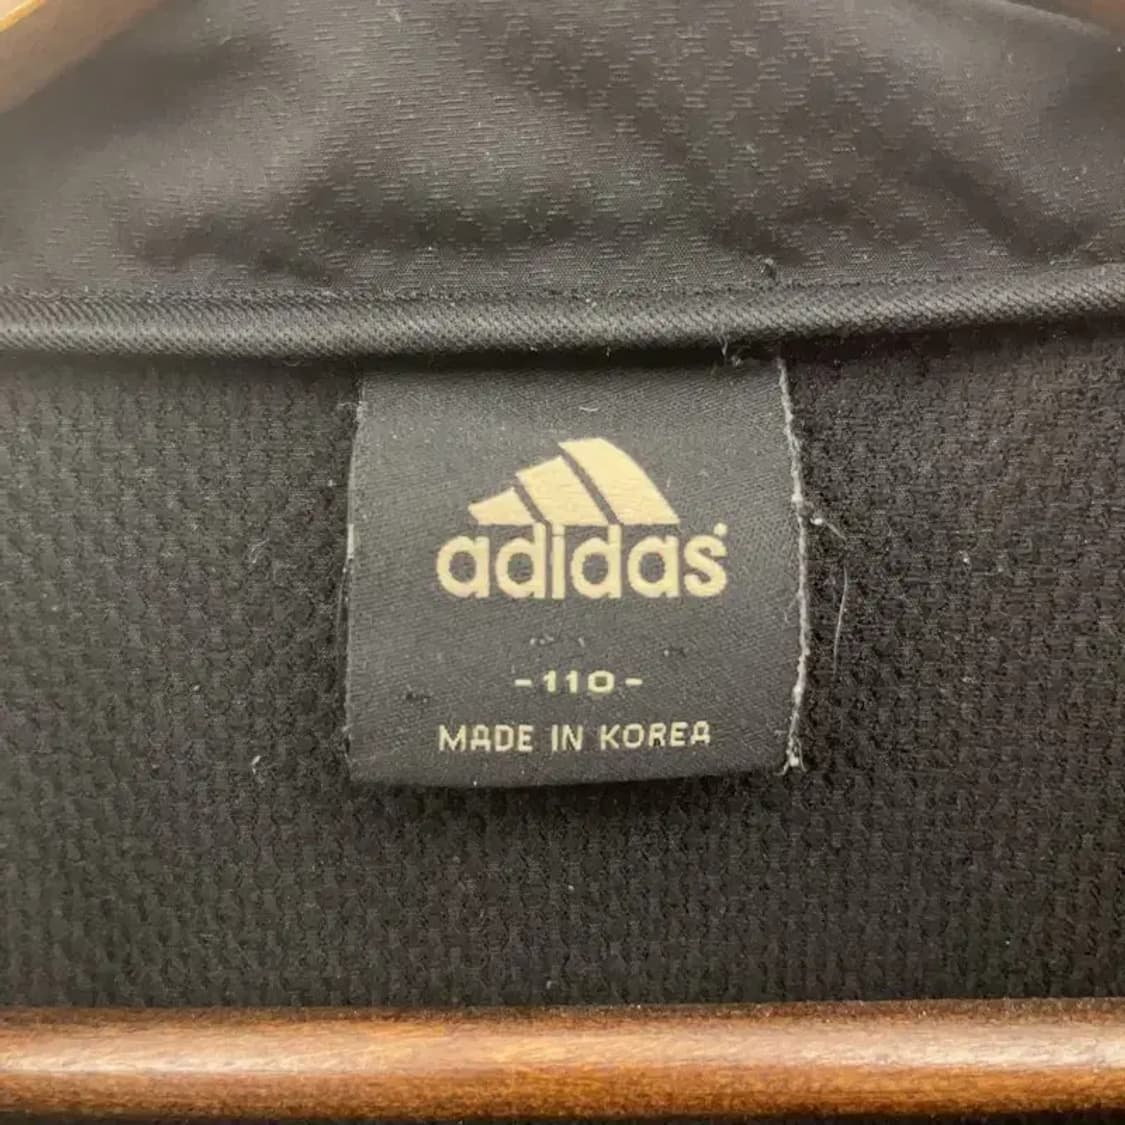 adidas
-110-
MADE IN KOREA